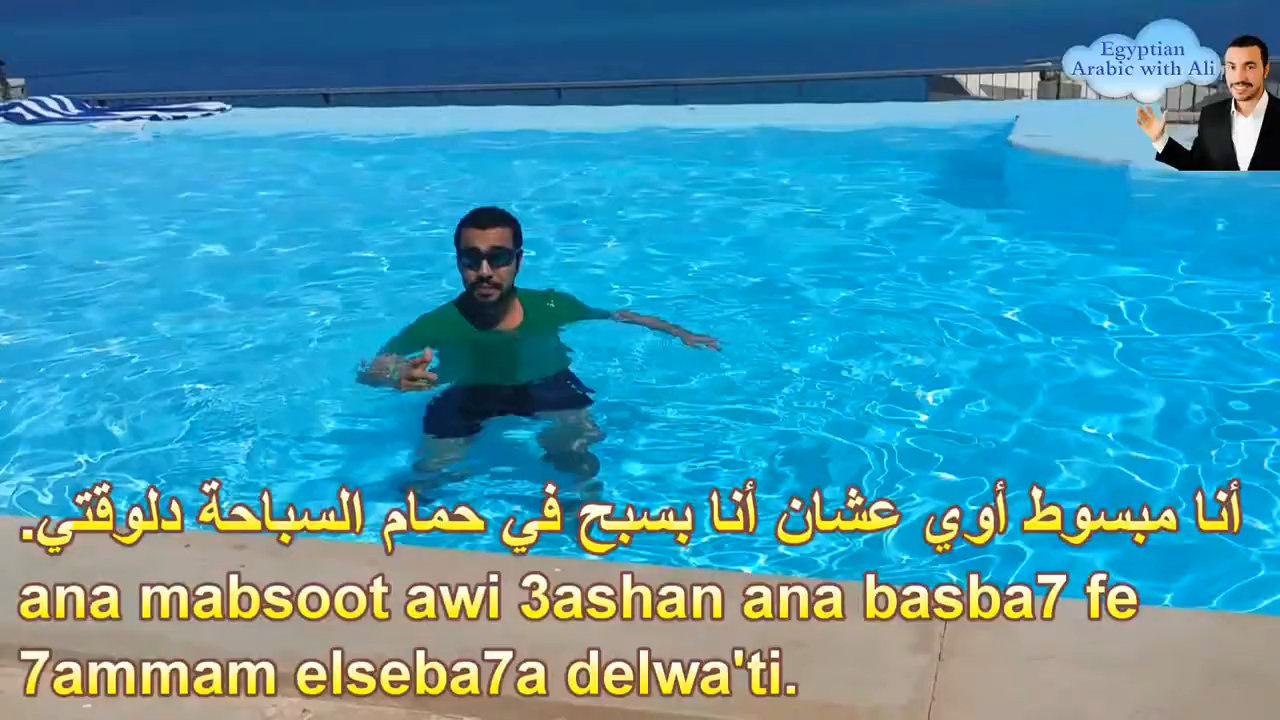 Egyptian
Arabic with Ali
أنا مبسوط أوي عشان أنا بسبح في حمام السباحة دلوقتي.
ana mabsoot awi 3ashan ana basba7 fe
7ammam elseba7a delwa'ti.